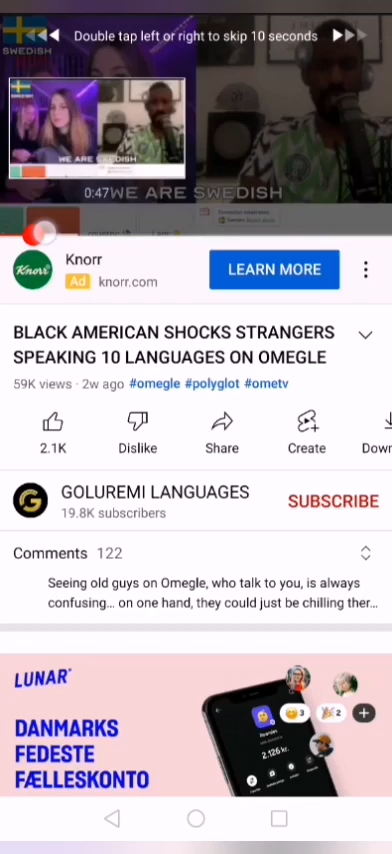 Double tap left or right to skip 10 seconds
SWEDISH
WE ARE SWEDISH
0:47
WE ARE SWEDISH
Knorr
Knorr
Ad knorr.com
LEARN MORE
BLACK AMERICAN SHOCKS STRANGERS
SPEAKING 10 LANGUAGES ON OMEGLE
59K views · 2w ago #omegle #polyglot #ometv
2.1K
Dislike
Share
Create
Down
G
GOLUREMI LANGUAGES
19.8K subscribers
SUBSCRIBE
Comments 122
Seeing old guys on Omegle, who talk to you, is always
confusing... on one hand, they could just be chilling ther...
LUNAR
DANMARKS
FEDESTE
FÆLLESKONTO
2.126 kr.
3
2